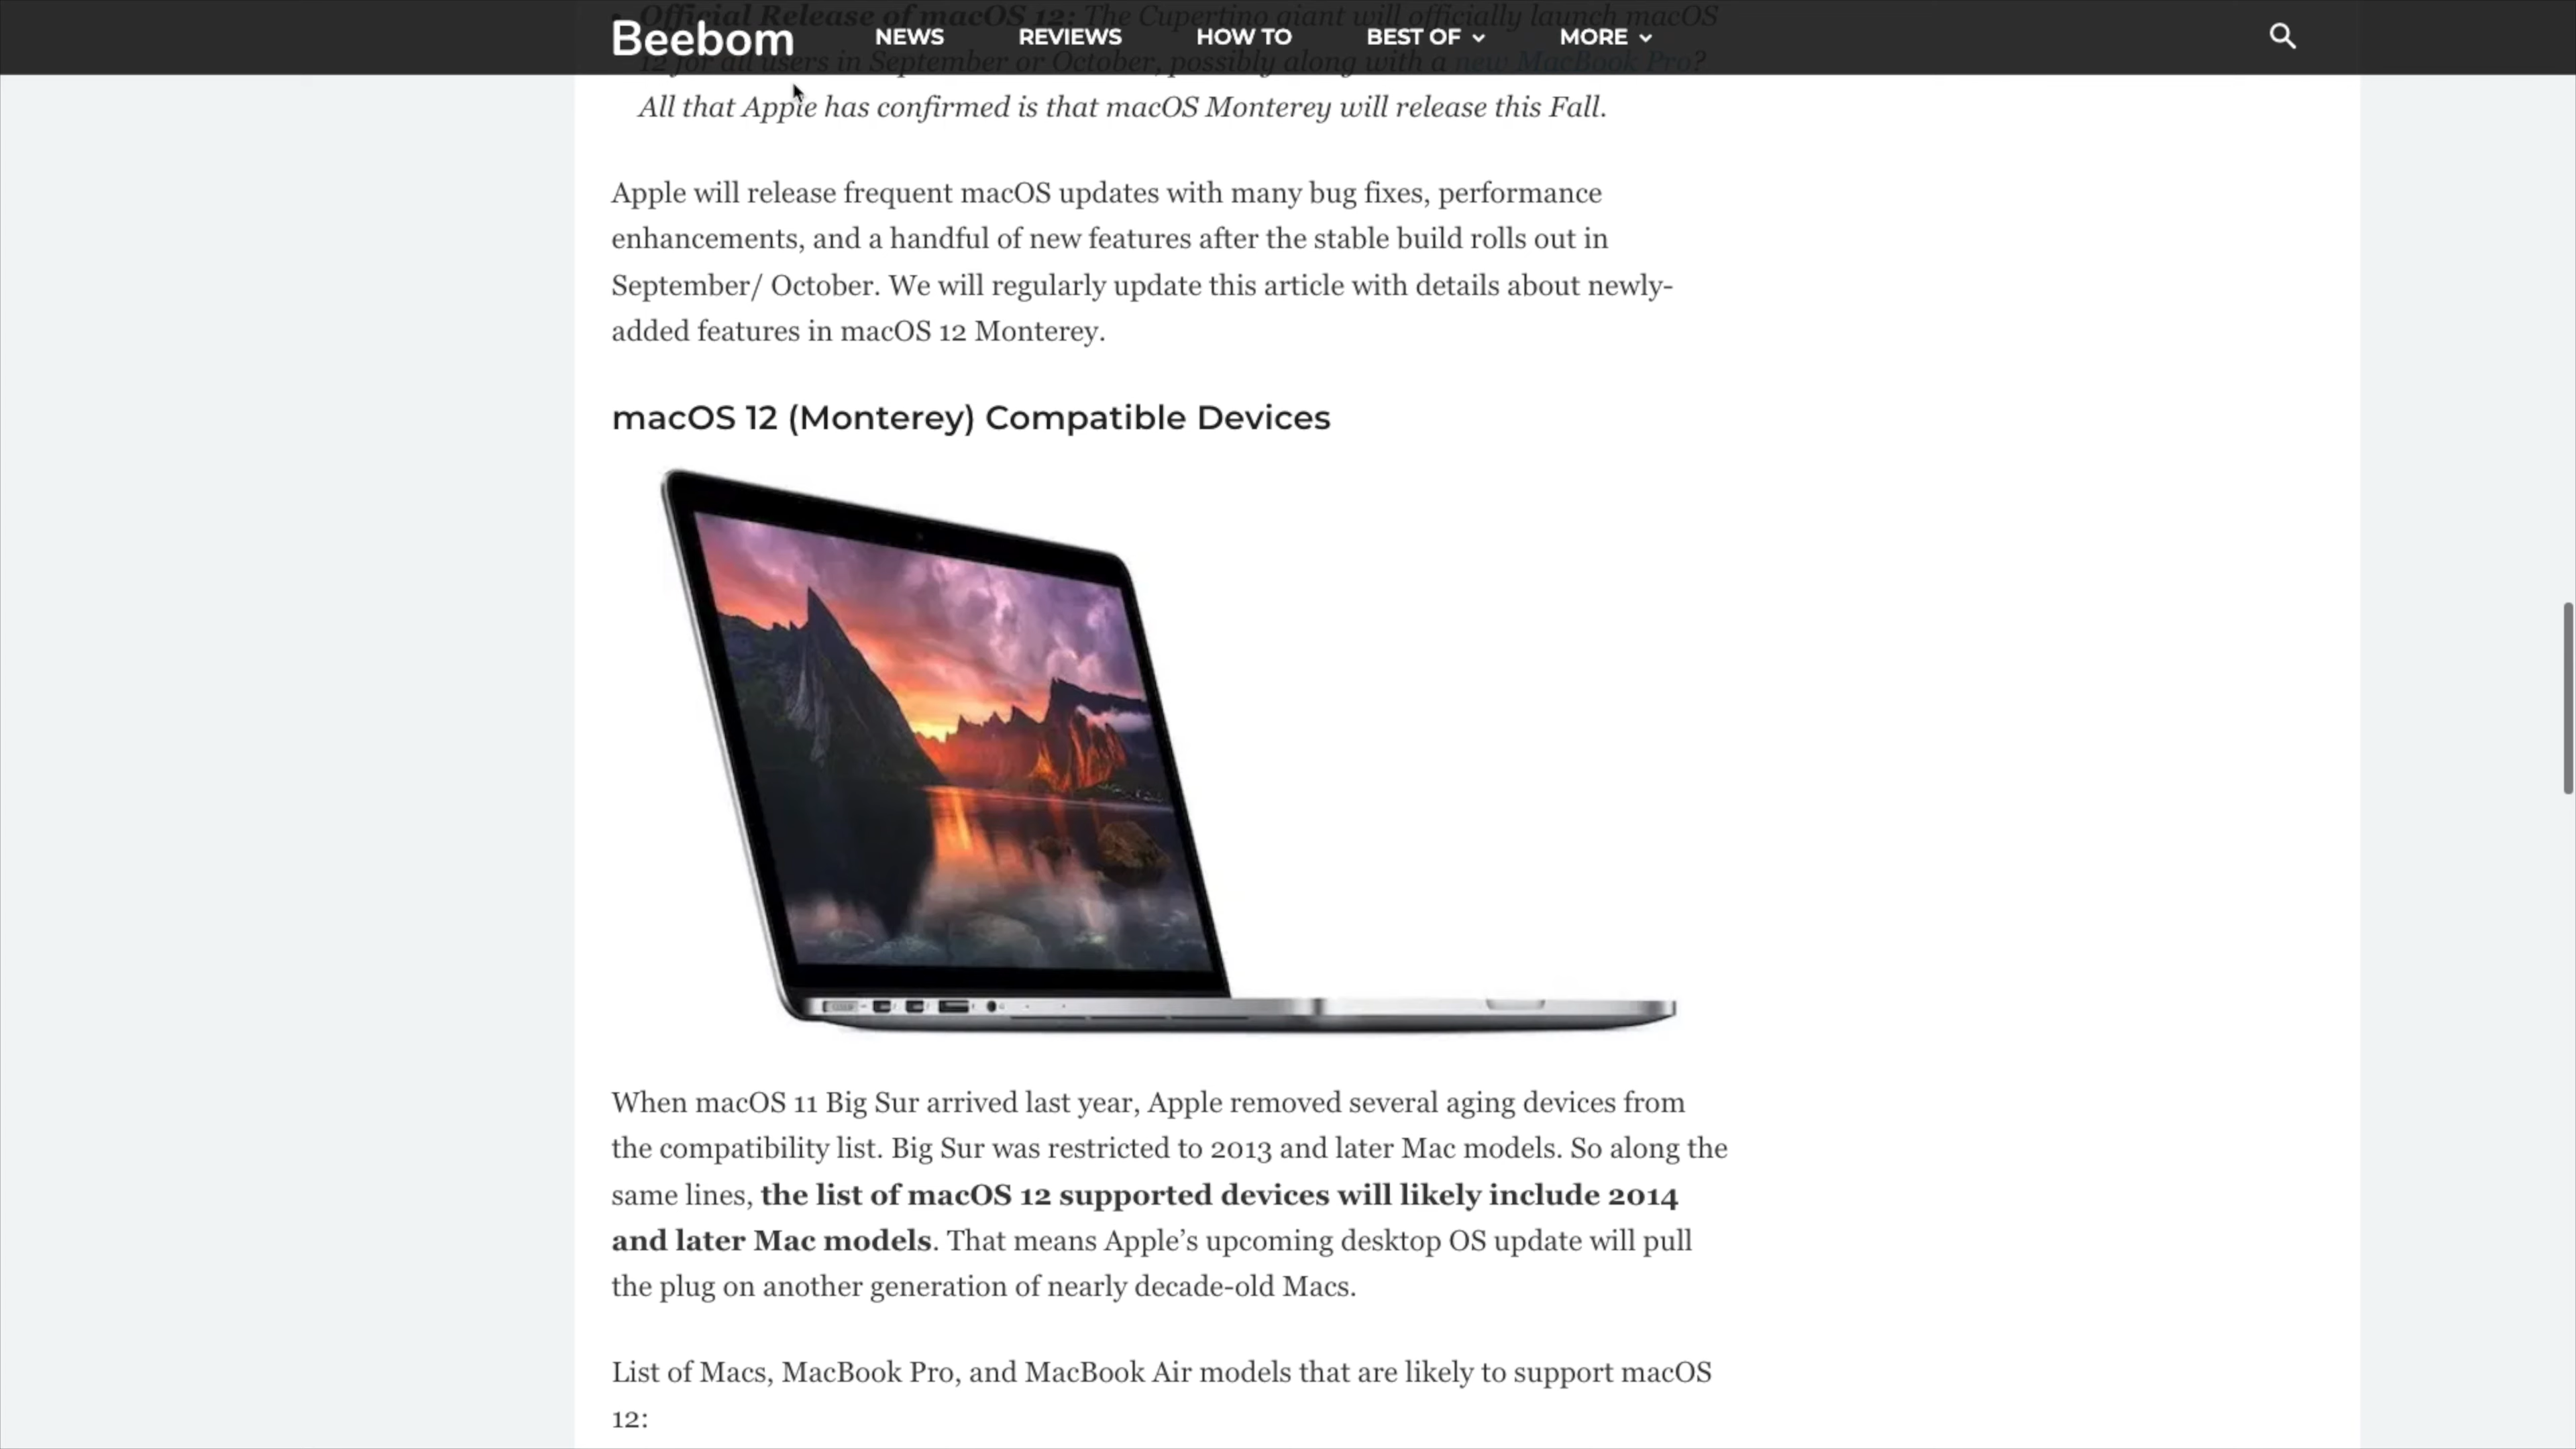 Official Release of macOS 12: The Cupertino giant will officially launch macOS
Beebom NEWS REVIEWS HOW TO BEST OF MORE
12 for all users in September or October, possibly along with a new MacBook Pro?
All that Apple has confirmed is that macOS Monterey will release this Fall.
Apple will release frequent macOS updates with many bug fixes, performance
enhancements, and a handful of new features after the stable build rolls out in
September/ October. We will regularly update this article with details about newly-
added features in macOS 12 Monterey.
macOS 12 (Monterey) Compatible Devices
When macOS 11 Big Sur arrived last year, Apple removed several aging devices from
the compatibility list. Big Sur was restricted to 2013 and later Mac models. So along the
same lines, the list of macOS 12 supported devices will likely include 2014
and later Mac models. That means Apple’s upcoming desktop OS update will pull
the plug on another generation of nearly decade-old Macs.
List of Macs, MacBook Pro, and MacBook Air models that are likely to support macOS
12: